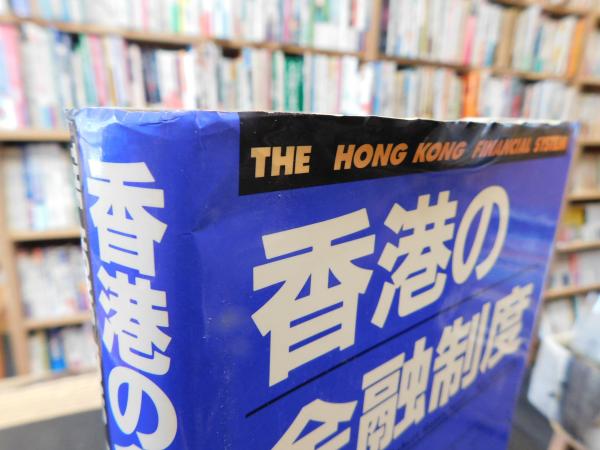 THE HONG KONG FINANCIAL SYSTEM
香港の
金融制度
香港の